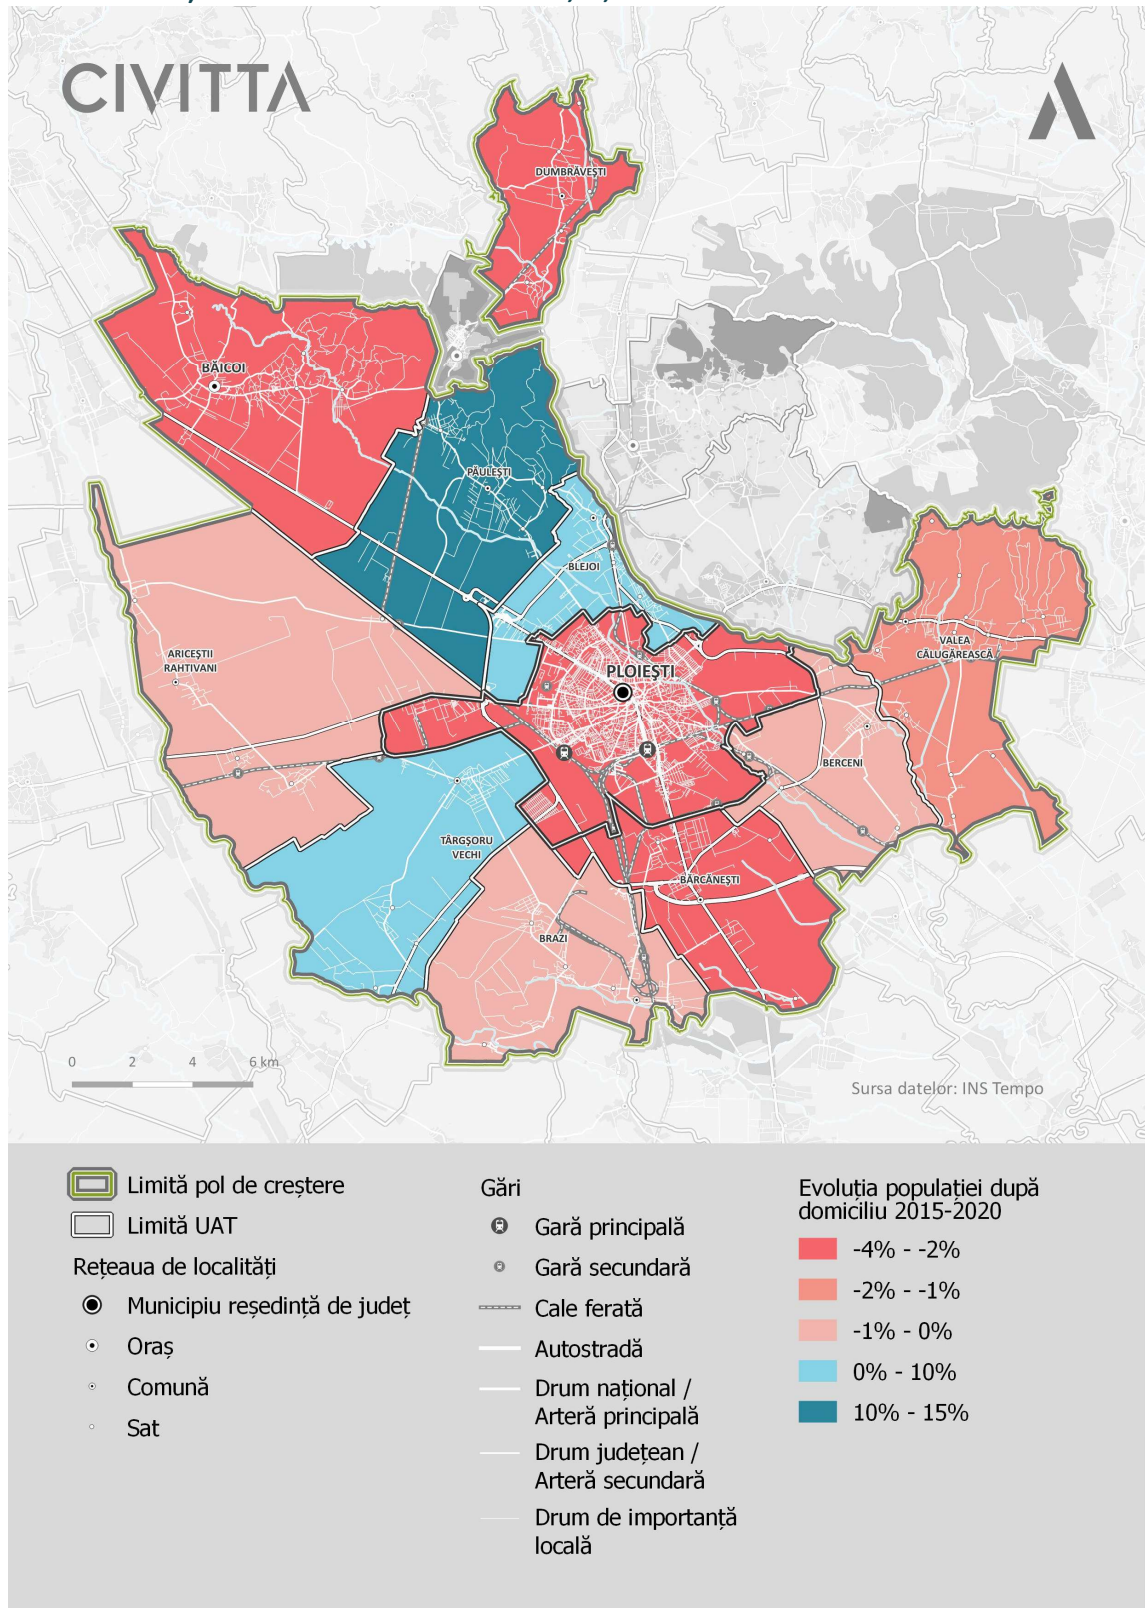 CIVITTA
DUMBRĂVEȘTI
BĂICOI
PĂULEȘTI
BLEJOI
ARICEȘTII
RAHTIVANI
PLOIEȘTI
VALEA
CĂLUGĂREASCĂ
BERCENI
TÂRGȘORU
VECHI
BĂRCĂNEȘTI
BRAZI
0 2 4 6 km
Sursa datelor: INS Tempo
Limită pol de creștere
Limită UAT
Rețeaua de localități
Municipiu reședință de județ
Oraș
Comună
Sat
Gări
Gară principală
Gară secundară
Cale ferată
Autostradă
Drum național /
Arteră principală
Drum județean /
Arteră secundară
Drum de importanță
locală
Evoluția populației după
domiciliu 2015-2020
-4% - -2%
-2% - -1%
-1% - 0%
0% - 10%
10% - 15%